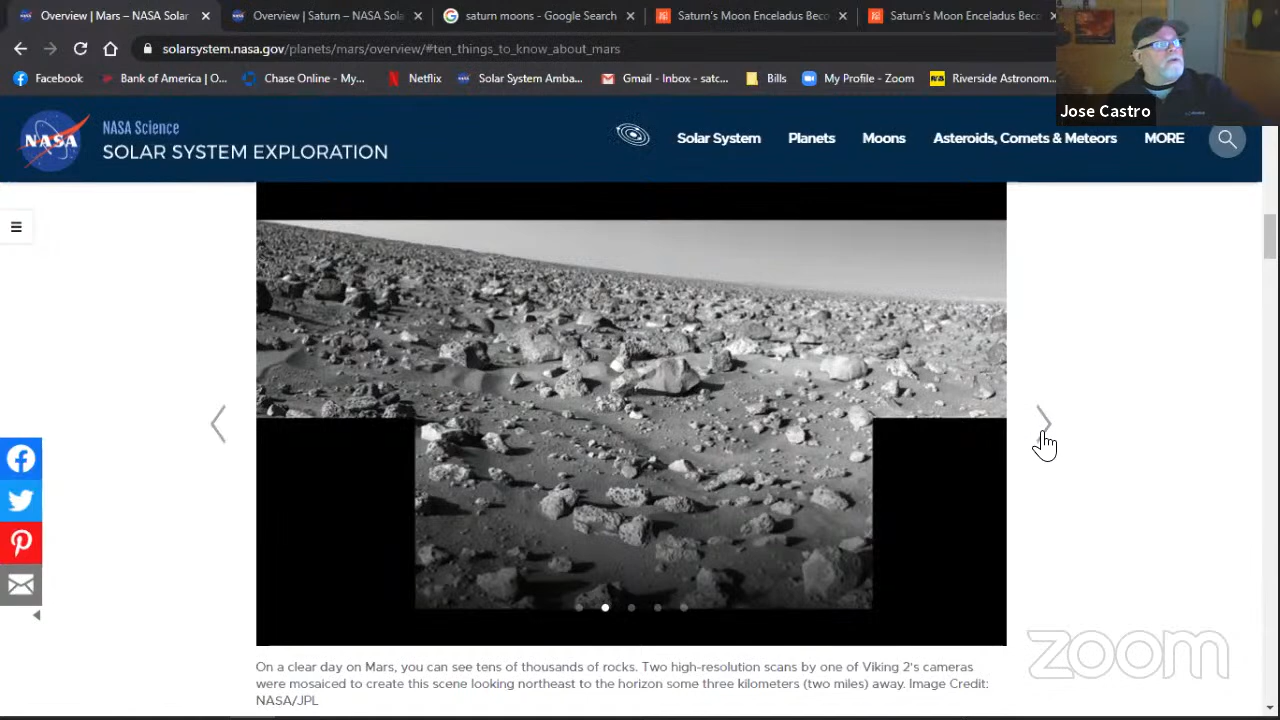 Overview | Mars – NASA Solar
Overview | Saturn – NASA Sola
saturn moons - Google Search
Saturn's Moon Enceladus Beco
Saturn's Moon Enceladus Beco
solarsystem.nasa.gov/planets/mars/overview/#ten_things_to_know_about_mars
Facebook
Bank of America | O...
Chase Online - My...
Netflix
Solar System Amba...
Gmail - Inbox - satc...
Bills
My Profile - Zoom
Riverside Astronom...
Jose Castro
NASA
NASA Science
SOLAR SYSTEM EXPLORATION
Solar System
Planets
Moons
Asteroids, Comets & Meteors
MORE
zoom
On a clear day on Mars, you can see tens of thousands of rocks. Two high-resolution scans by one of Viking 2's cameras
were mosaiced to create this scene looking northeast to the horizon some three kilometers (two miles) away. Image Credit:
NASA/JPL